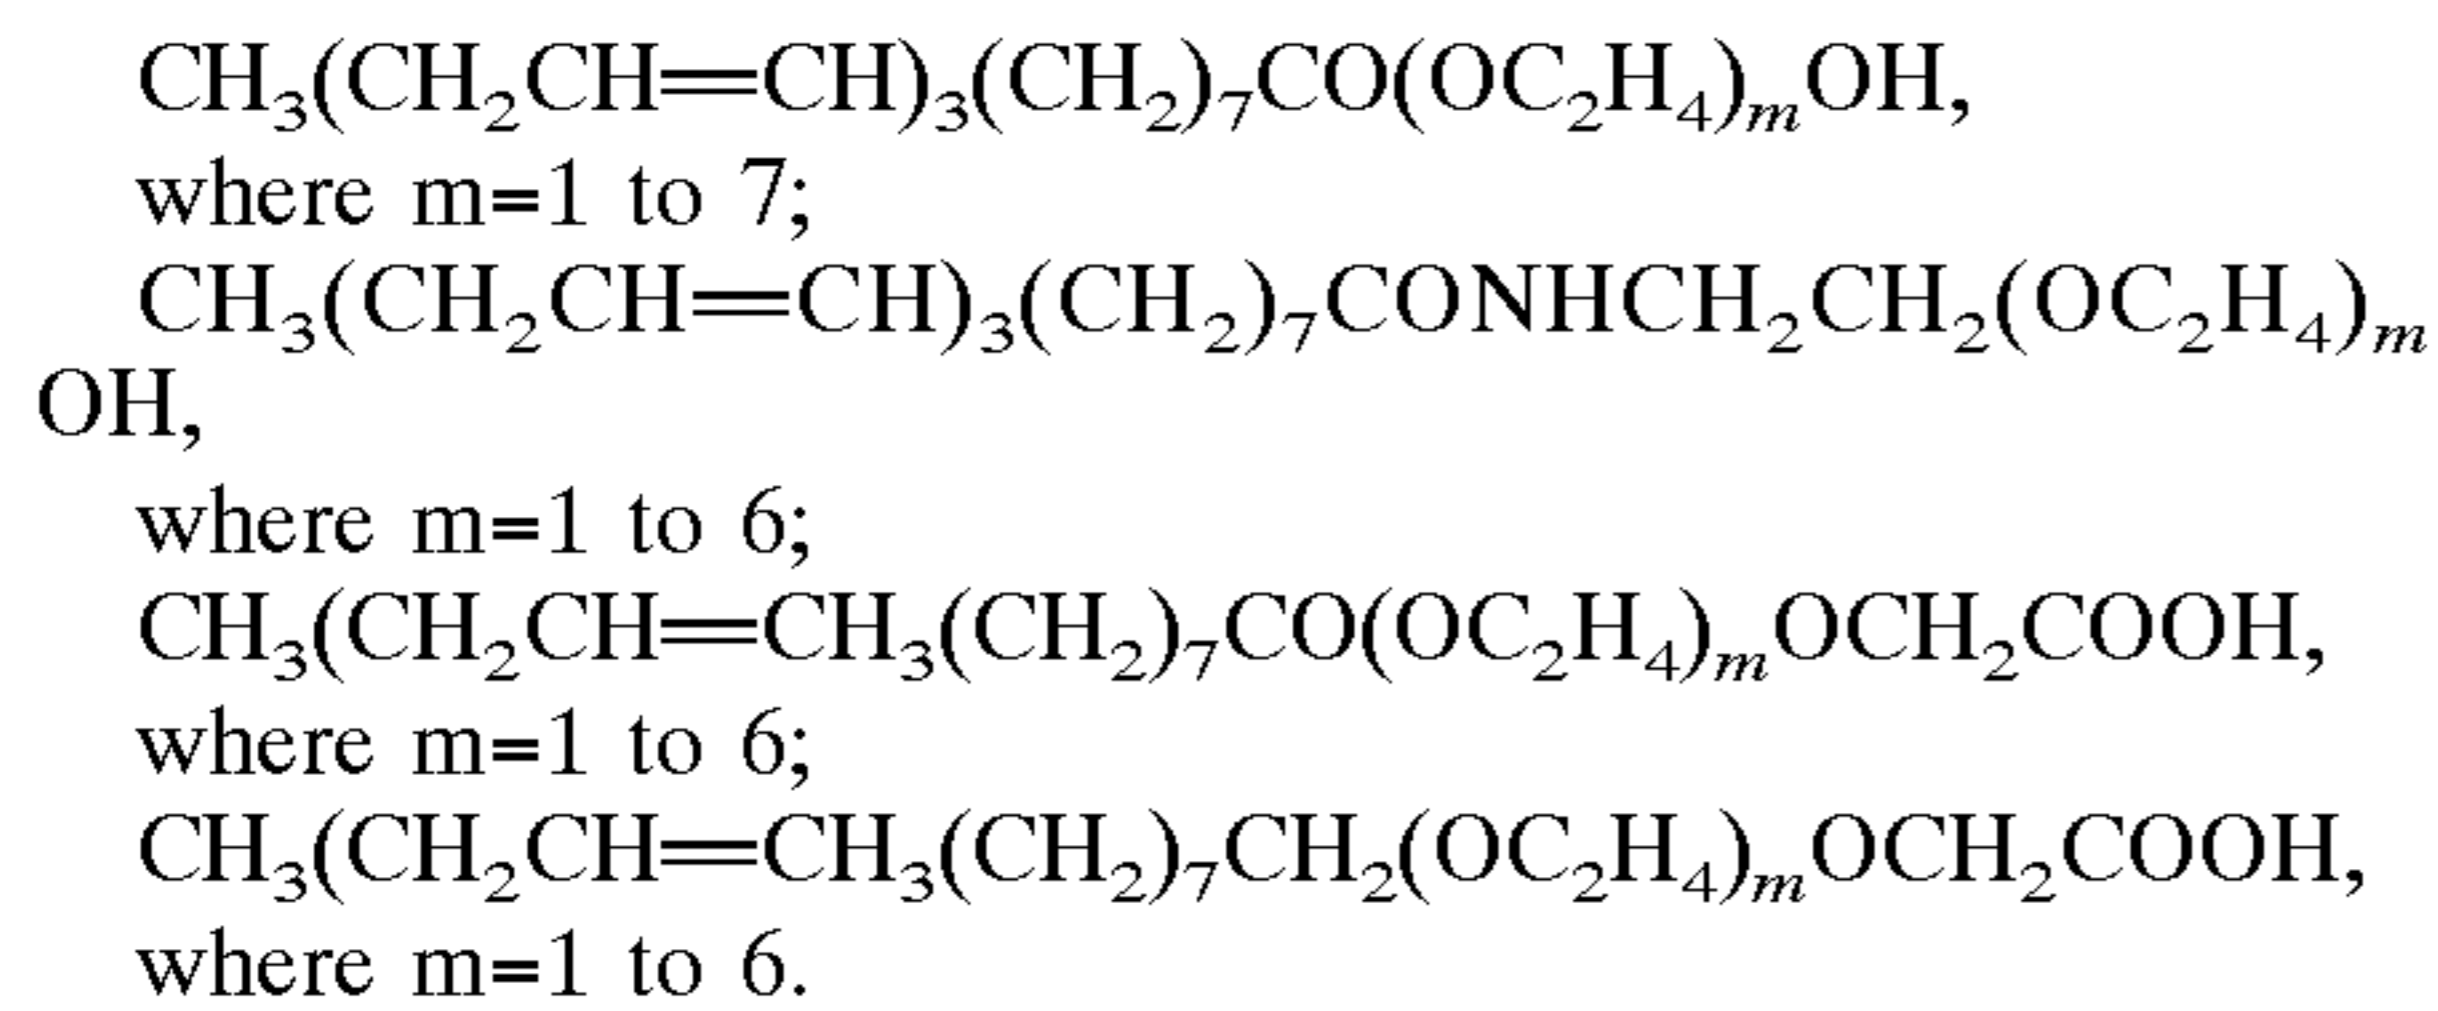 CH₃(CH₂CH=CH)₃(CH₂)₇CO(OC₂H₄)ₘOH,
where m=1 to 7;
CH₃(CH₂CH=CH)₃(CH₂)₇CONHCH₂CH₂(OC₂H₄)ₘ
OH,
where m=1 to 6;
CH₃(CH₂CH=CH₃(CH₂)₇CO(OC₂H₄)ₘOCH₂COOH,
where m=1 to 6;
CH₃(CH₂CH=CH₃(CH₂)₇CH₂(OC₂H₄)ₘOCH₂COOH,
where m=1 to 6.